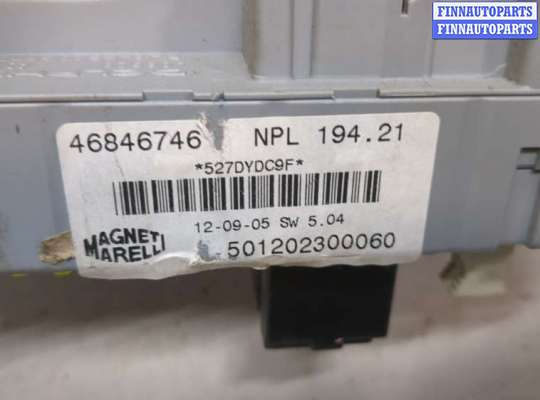 FINNAUTOPARTS
FINNAUTOPARTS
46846746 NPL 194.21
*527DYDC9F*
12-09-05 SW 5.04
MAGNETI
MARELLI
501202300060